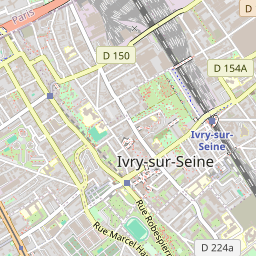 Paris
D 150
D 154A
Ivry-sur-
Seine
Ivry-sur-Seine
Rue Robespierre
Rue Marcel Ha
D 224a